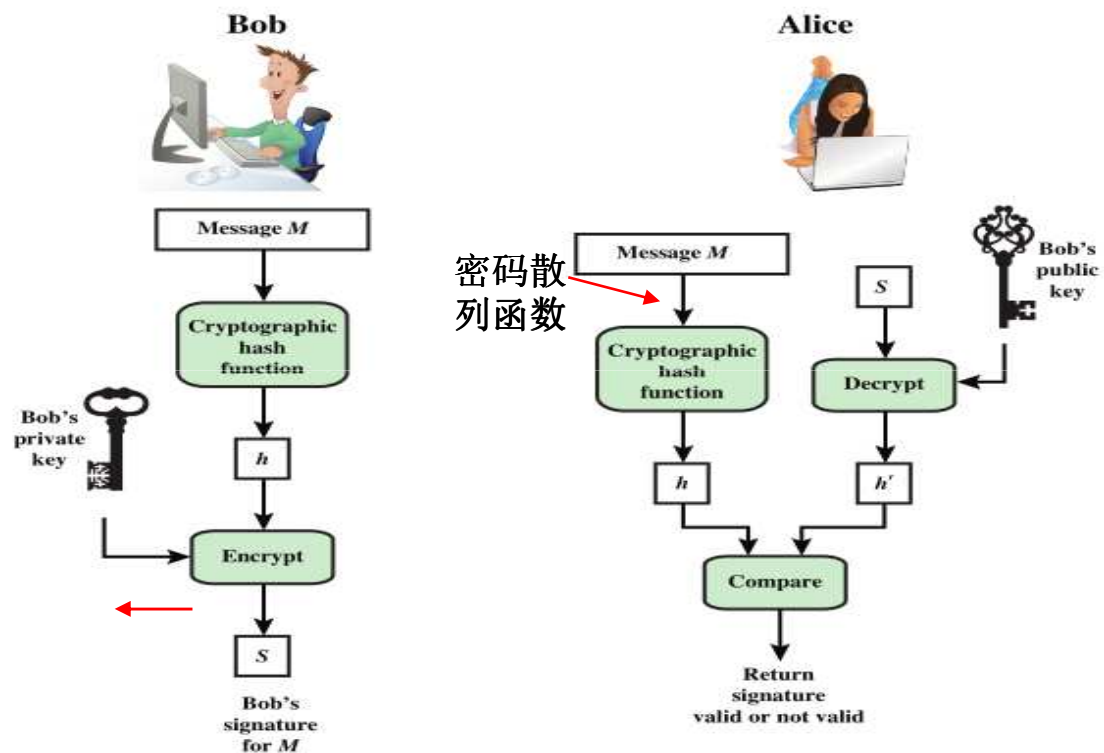 Bob
Message M
Cryptographic
hash
function
Bob's
private
key
h
Encrypt
S
Bob's
signature
for M
Alice
密码散
列函数
Message M
Cryptographic
hash
function
h
S
Bob's
public
key
Decrypt
h'
Compare
Return
signature
valid or not valid